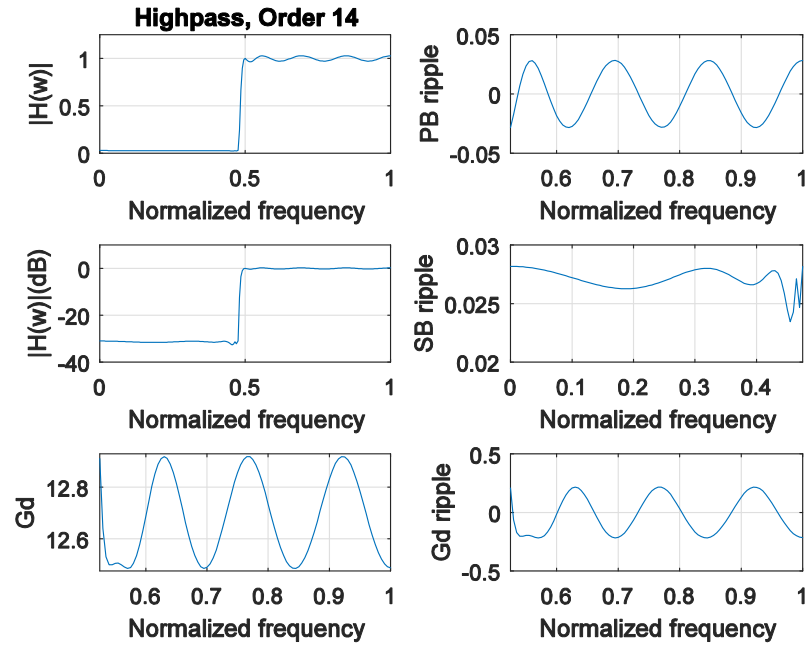 Highpass, Order 14
|H(w)|
1
0.5
0
0 0.5 1
Normalized frequency
PB ripple
0.05
0
-0.05
0.6 0.7 0.8 0.9 1
Normalized frequency
|H(w)|(dB)
0
-20
-40
0 0.5 1
Normalized frequency
SB ripple
0.03
0.025
0.02
0 0.1 0.2 0.3 0.4
Normalized frequency
Gd
12.8
12.6
0.6 0.7 0.8 0.9 1
Normalized frequency
Gd ripple
0.5
0
-0.5
0.6 0.7 0.8 0.9 1
Normalized frequency